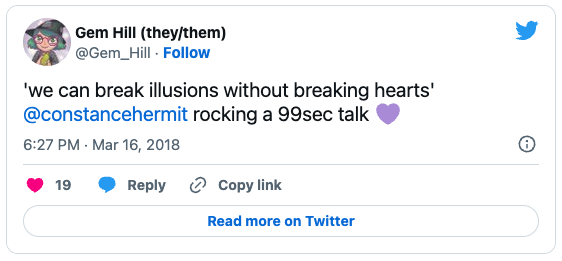 Gem Hill (they/them)
@Gem_Hill · Follow
'we can break illusions without breaking hearts'
@constancehermit rocking a 99sec talk 💜
6:27 PM · Mar 16, 2018
19 Reply Copy link
Read more on Twitter